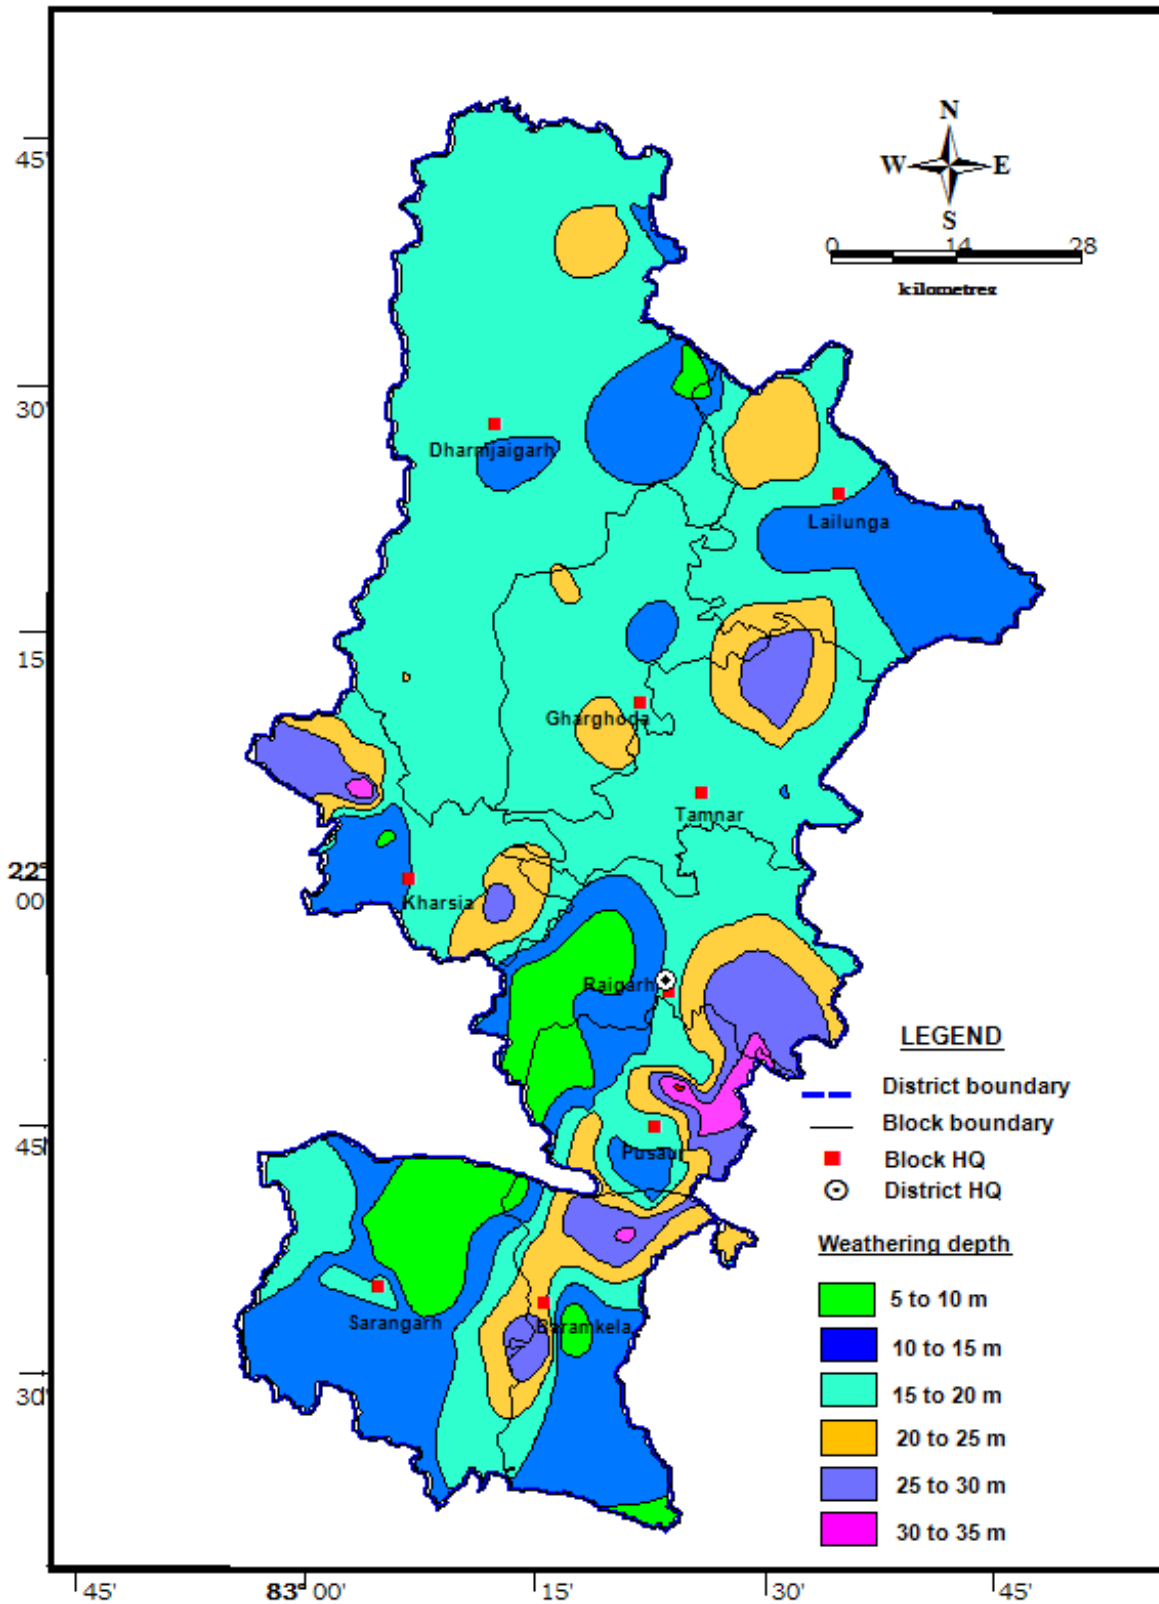 N
W E
S
0 14 28
kilometres
45'
30'
15'
22°
00'
45'
30'
Dharmjaigarh
Lailunga
Gharghoda
Tamnar
Kharsia
Raigarh
Pusaur
Sarangarh
Baramkela
LEGEND
District boundary
Block boundary
Block HQ
District HQ
Weathering depth
5 to 10 m
10 to 15 m
15 to 20 m
20 to 25 m
25 to 30 m
30 to 35 m
45' 83° 00' 15' 30' 45'